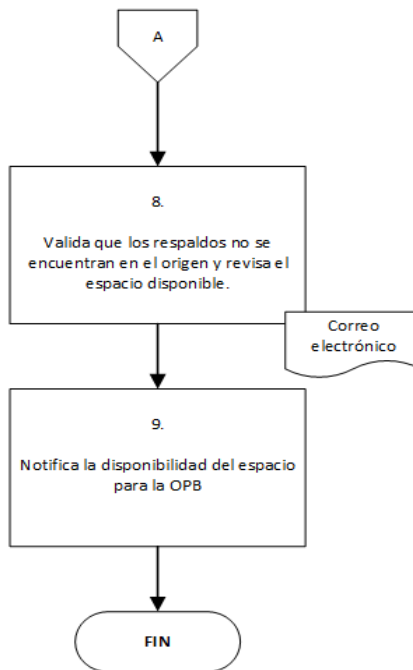 A
8.
Valida que los respaldos no se
encuentran en el origen y revisa el
espacio disponible.
Correo
electrónico
9.
Notifica la disponibilidad del espacio
para la OPB
FIN